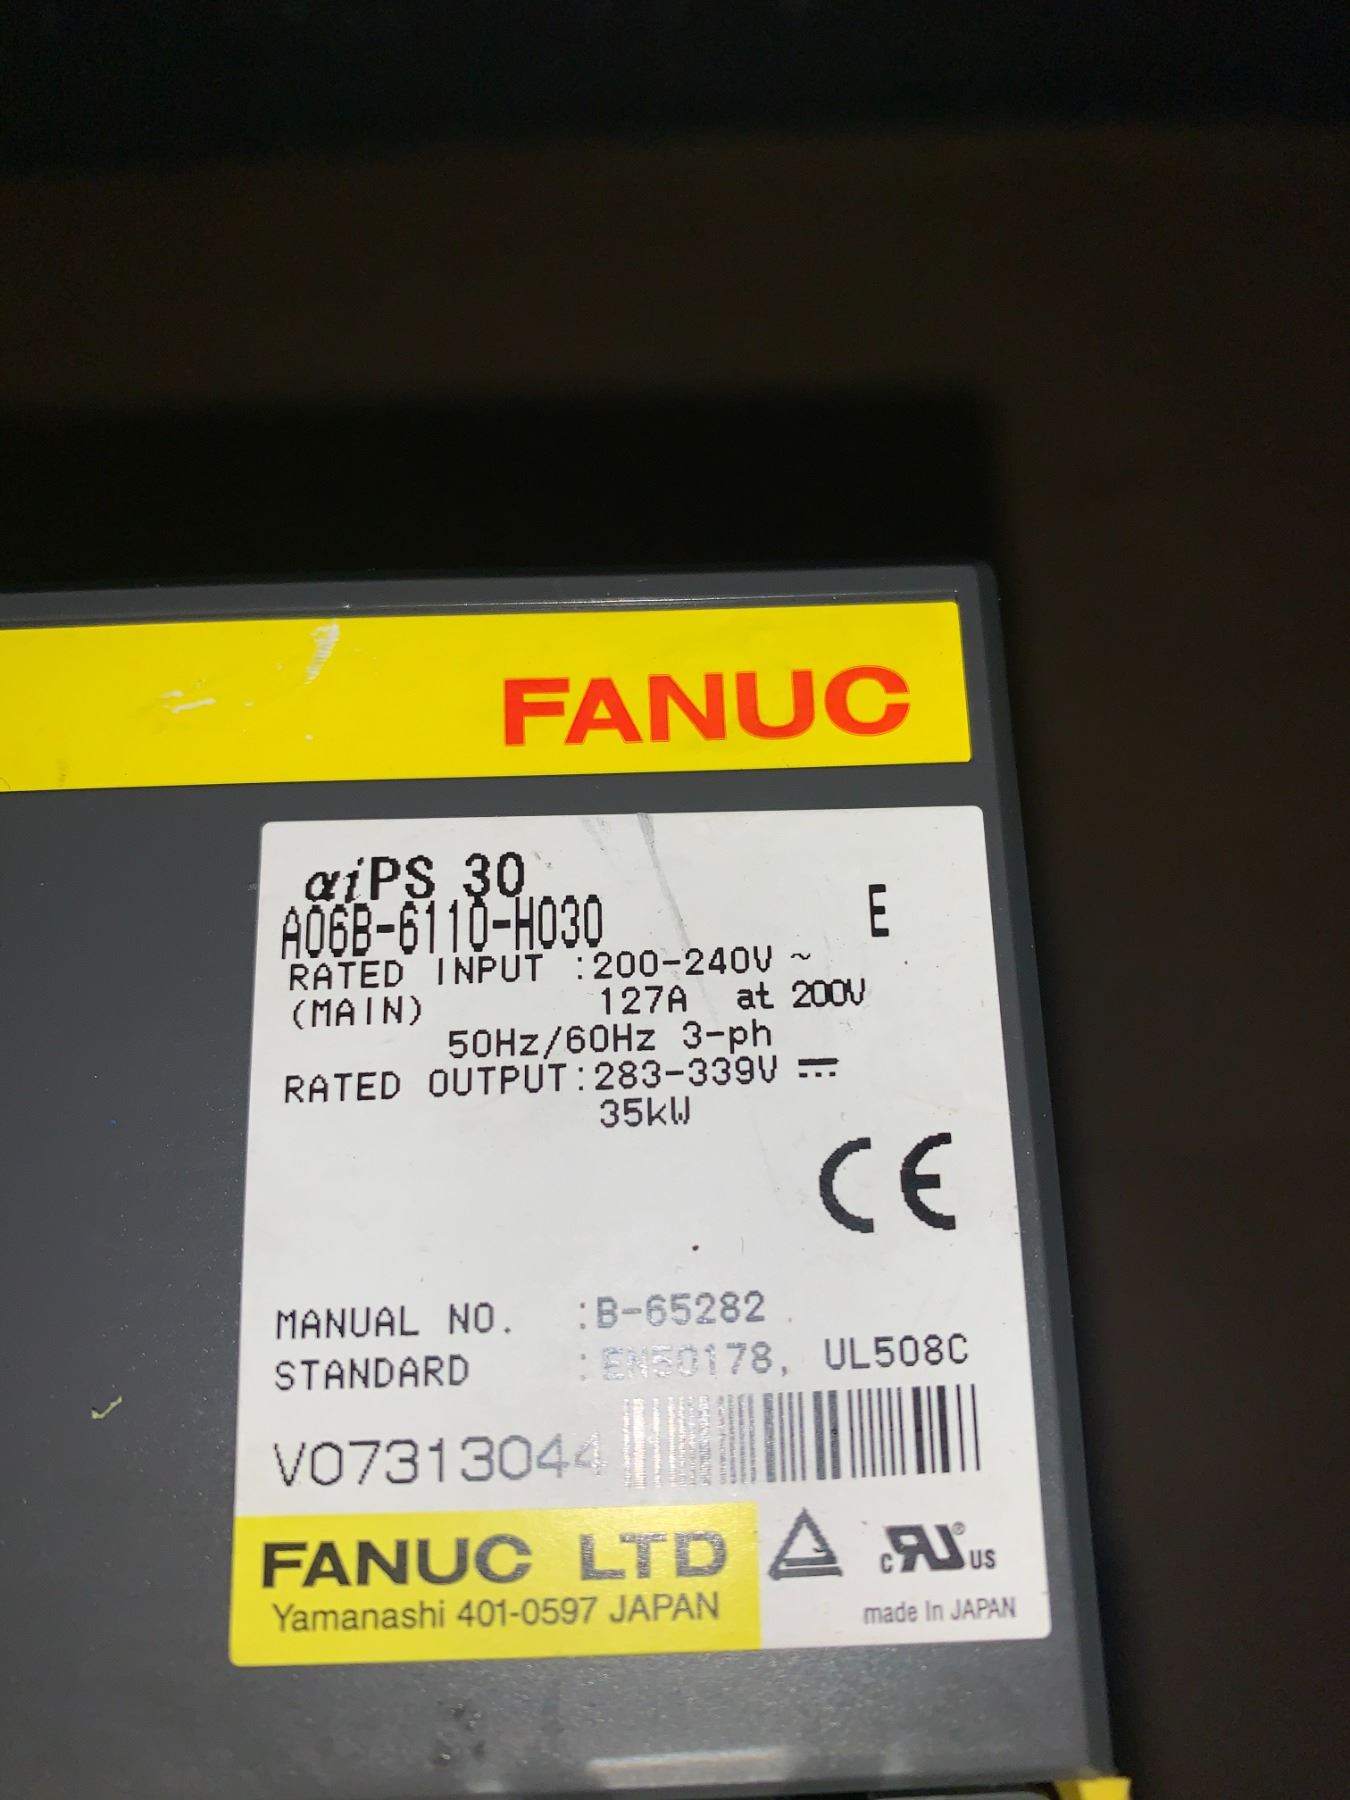 FANUC
αiPS 30
A06B-6110-H030 E
RATED INPUT :200-240V ~
(MAIN) 127A at 200V
50Hz/60Hz 3-ph
RATED OUTPUT:283-339V ⎓
35kW
CE
MANUAL NO. :B-65282
STANDARD :EN50178, UL508C
V07313044
FANUC LTD
Yamanashi 401-0597 JAPAN
c RU ® US
made In JAPAN